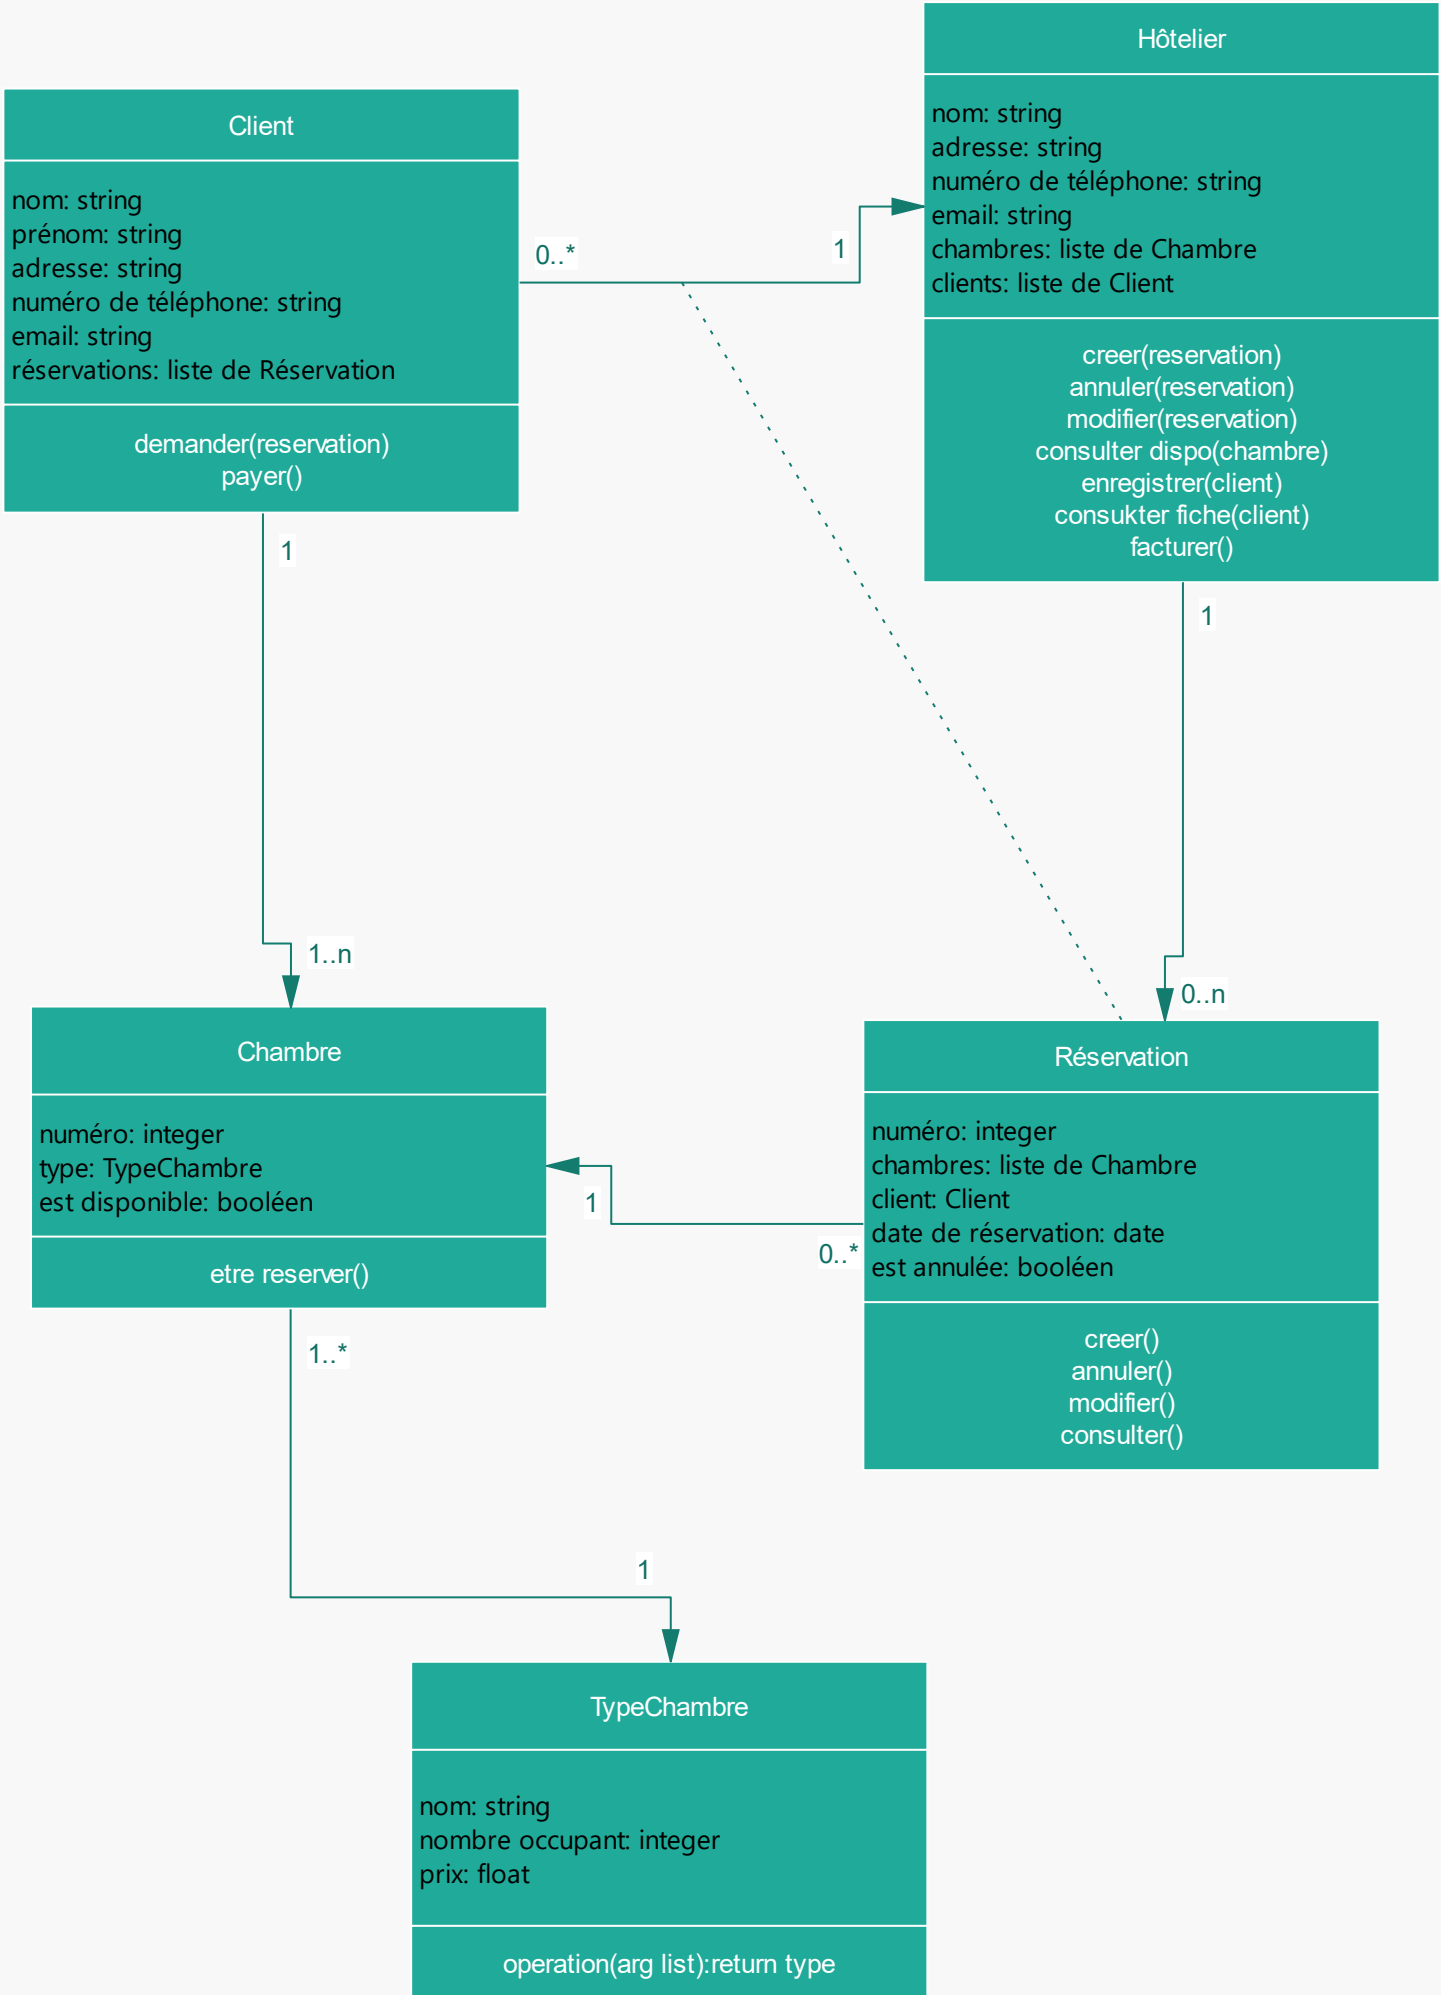 Hôtelier
nom: string
adresse: string
numéro de téléphone: string
email: string
chambres: liste de Chambre
clients: liste de Client
creer(reservation)
annuler(reservation)
modifier(reservation)
consulter dispo(chambre)
enregistrer(client)
consukter fiche(client)
facturer()
Client
nom: string
prénom: string
adresse: string
numéro de téléphone: string
email: string
réservations: liste de Réservation
demander(reservation)
payer()
0..*
1
1
1
1..n
0..n
Chambre
numéro: integer
type: TypeChambre
est disponible: booléen
etre reserver()
Réservation
numéro: integer
chambres: liste de Chambre
client: Client
date de réservation: date
est annulée: booléen
creer()
annuler()
modifier()
consulter()
1
0..*
1..*
1
TypeChambre
nom: string
nombre occupant: integer
prix: float
operation(arg list):return type